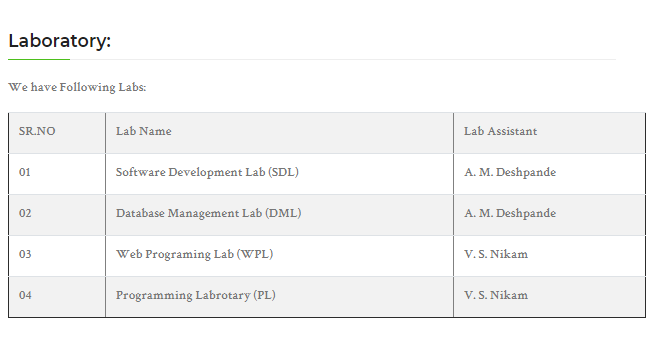 Laboratory:
We have Following Labs:
SR.NO Lab Name Lab Assistant
01 Software Development Lab (SDL) A. M. Deshpande
02 Database Management Lab (DML) A. M. Deshpande
03 Web Programing Lab (WPL) V. S. Nikam
04 Programming Labrotary (PL) V. S. Nikam